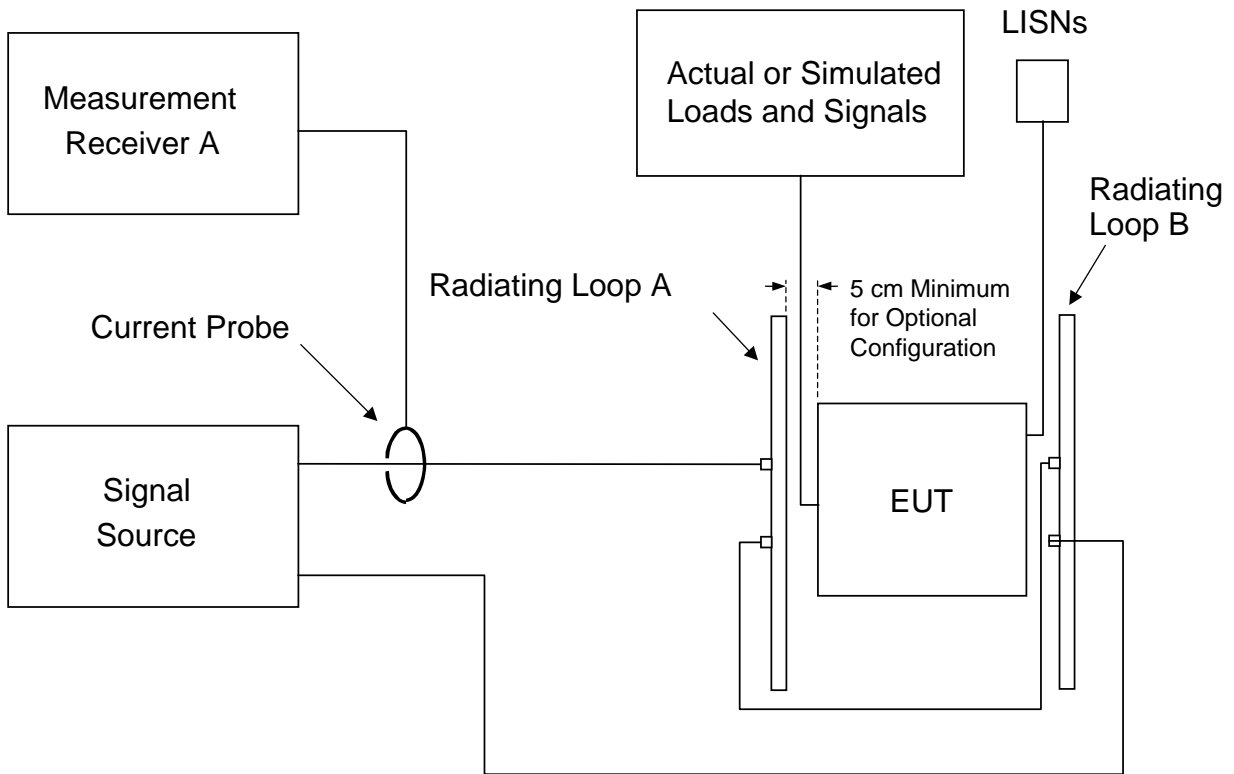 LISNs
Actual or Simulated
Loads and Signals
Measurement
Receiver A
Radiating
Loop B
Radiating Loop A
5 cm Minimum
for Optional
Configuration
Current Probe
Signal
Source
EUT